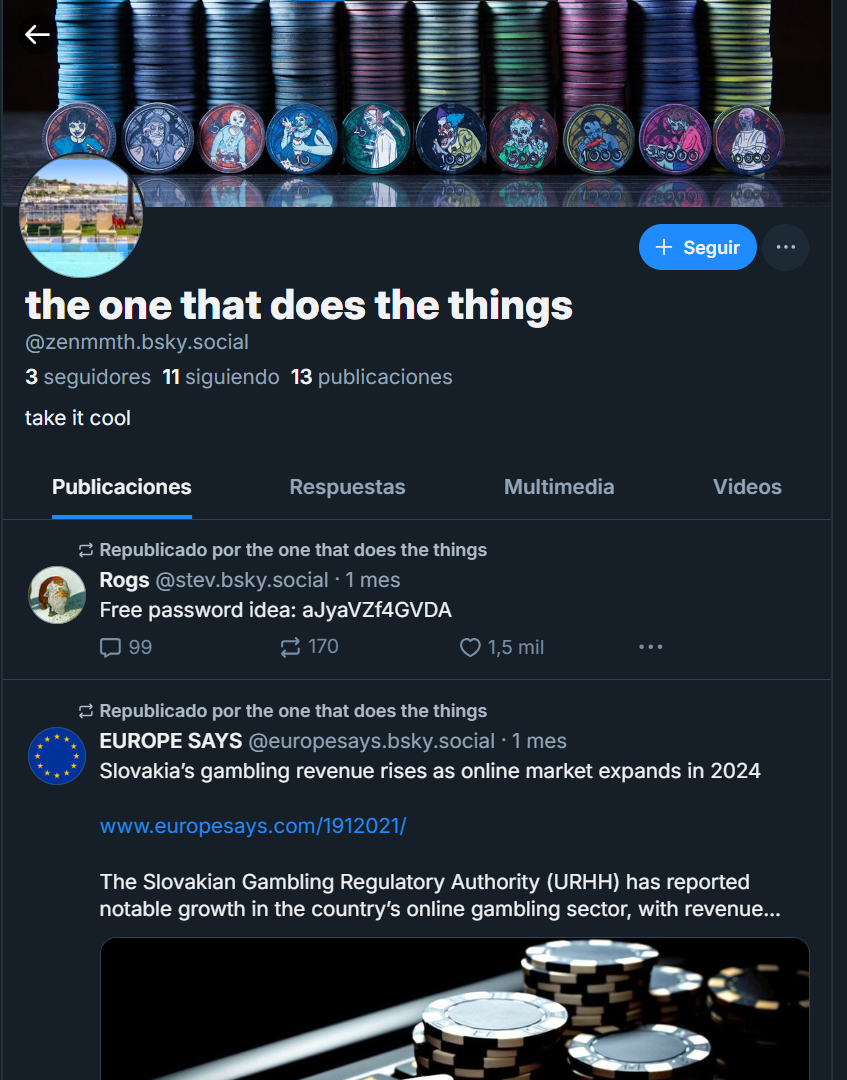 + Seguir
the one that does the things
@zenmmth.bsky.social
3 seguidores 11 siguiendo 13 publicaciones
take it cool
Publicaciones Respuestas Multimedia Videos
Republicado por the one that does the things
Rogs @stev.bsky.social · 1 mes
Free password idea: aJyaVZf4GVDA
99 170 1,5 mil
Republicado por the one that does the things
EUROPE SAYS @europesays.bsky.social · 1 mes
Slovakia’s gambling revenue rises as online market expands in 2024
www.europesays.com/1912021/
The Slovakian Gambling Regulatory Authority (URHH) has reported
notable growth in the country’s online gambling sector, with revenue...